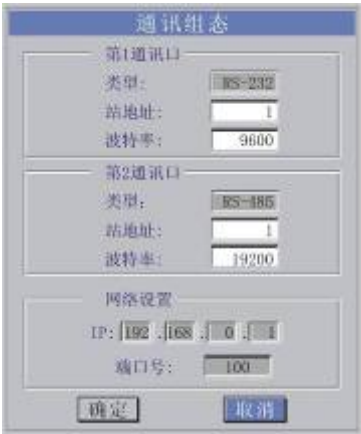 通讯组态
第1通讯口
类型: RS-232
站地址: 1
波特率: 9600
第2通讯口
类型: RS-485
站地址: 1
波特率: 19200
网络设置
IP: 192 .168 . 0 . 1
端口号: 100
确定 取消